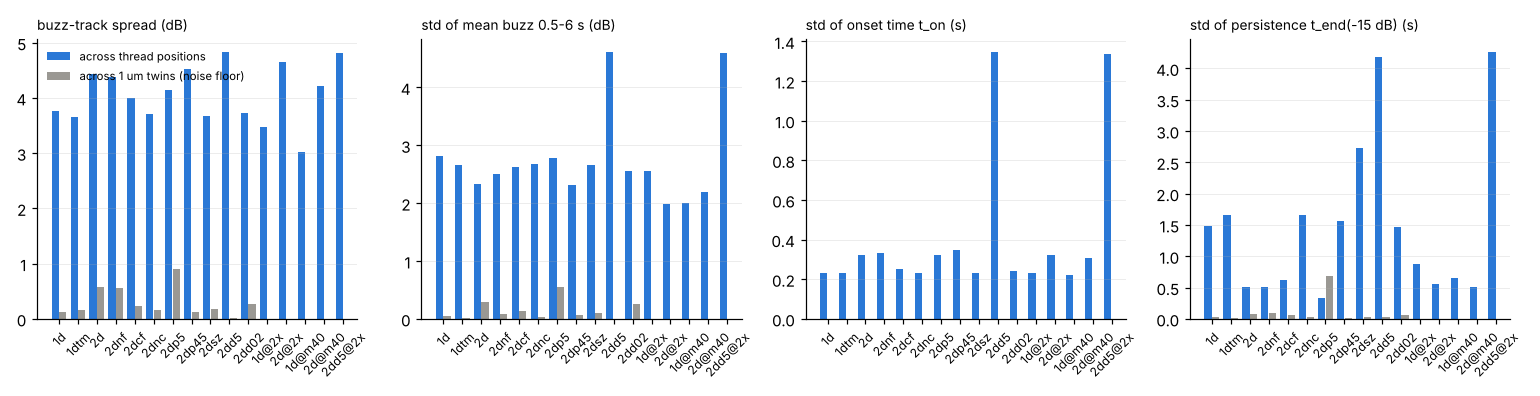 buzz-track spread (dB)
across thread positions
across 1 um twins (noise floor)
5
4
3
2
1
0
1d
1dtm
2d
2dnf
2dcf
2dnc
2dp5
2dp45
2dsz
2dd5
2dd02
1d@2x
2d@2x
1d@m40
2d@m40
2dd5@2x
std of mean buzz 0.5-6 s (dB)
4
3
2
1
0
1d
1dtm
2d
2dnf
2dcf
2dnc
2dp5
2dp45
2dsz
2dd5
2dd02
1d@2x
2d@2x
1d@m40
2d@m40
2dd5@2x
std of onset time t_on (s)
1.4
1.2
1.0
0.8
0.6
0.4
0.2
0.0
1d
1dtm
2d
2dnf
2dcf
2dnc
2dp5
2dp45
2dsz
2dd5
2dd02
1d@2x
2d@2x
1d@m40
2d@m40
2dd5@2x
std of persistence t_end(-15 dB) (s)
4.0
3.5
3.0
2.5
2.0
1.5
1.0
0.5
0.0
1d
1dtm
2d
2dnf
2dcf
2dnc
2dp5
2dp45
2dsz
2dd5
2dd02
1d@2x
2d@2x
1d@m40
2d@m40
2dd5@2x